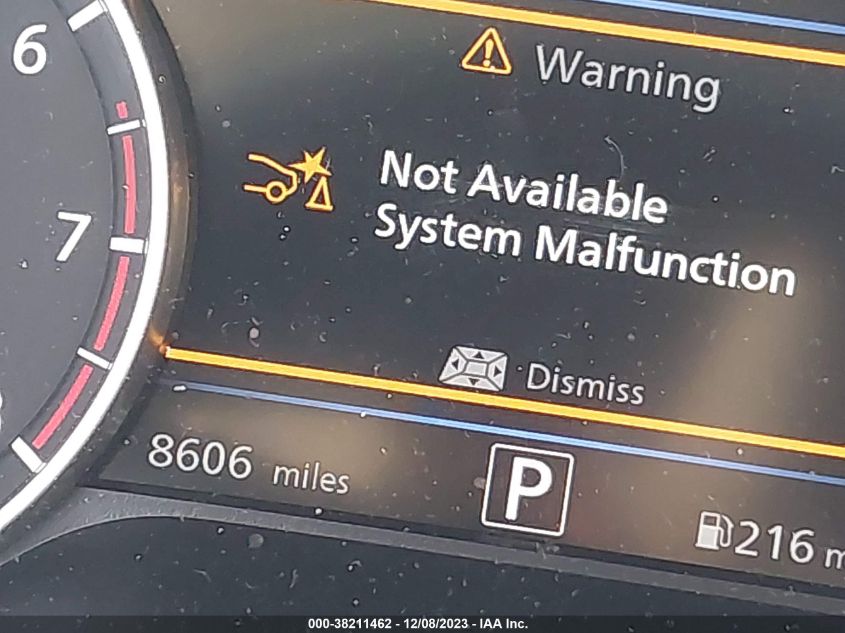 6
Warning
Not Available
System Malfunction
7
Dismiss
8606 miles
P
216 m
000-38211462 - 12/08/2023 - IAA Inc.